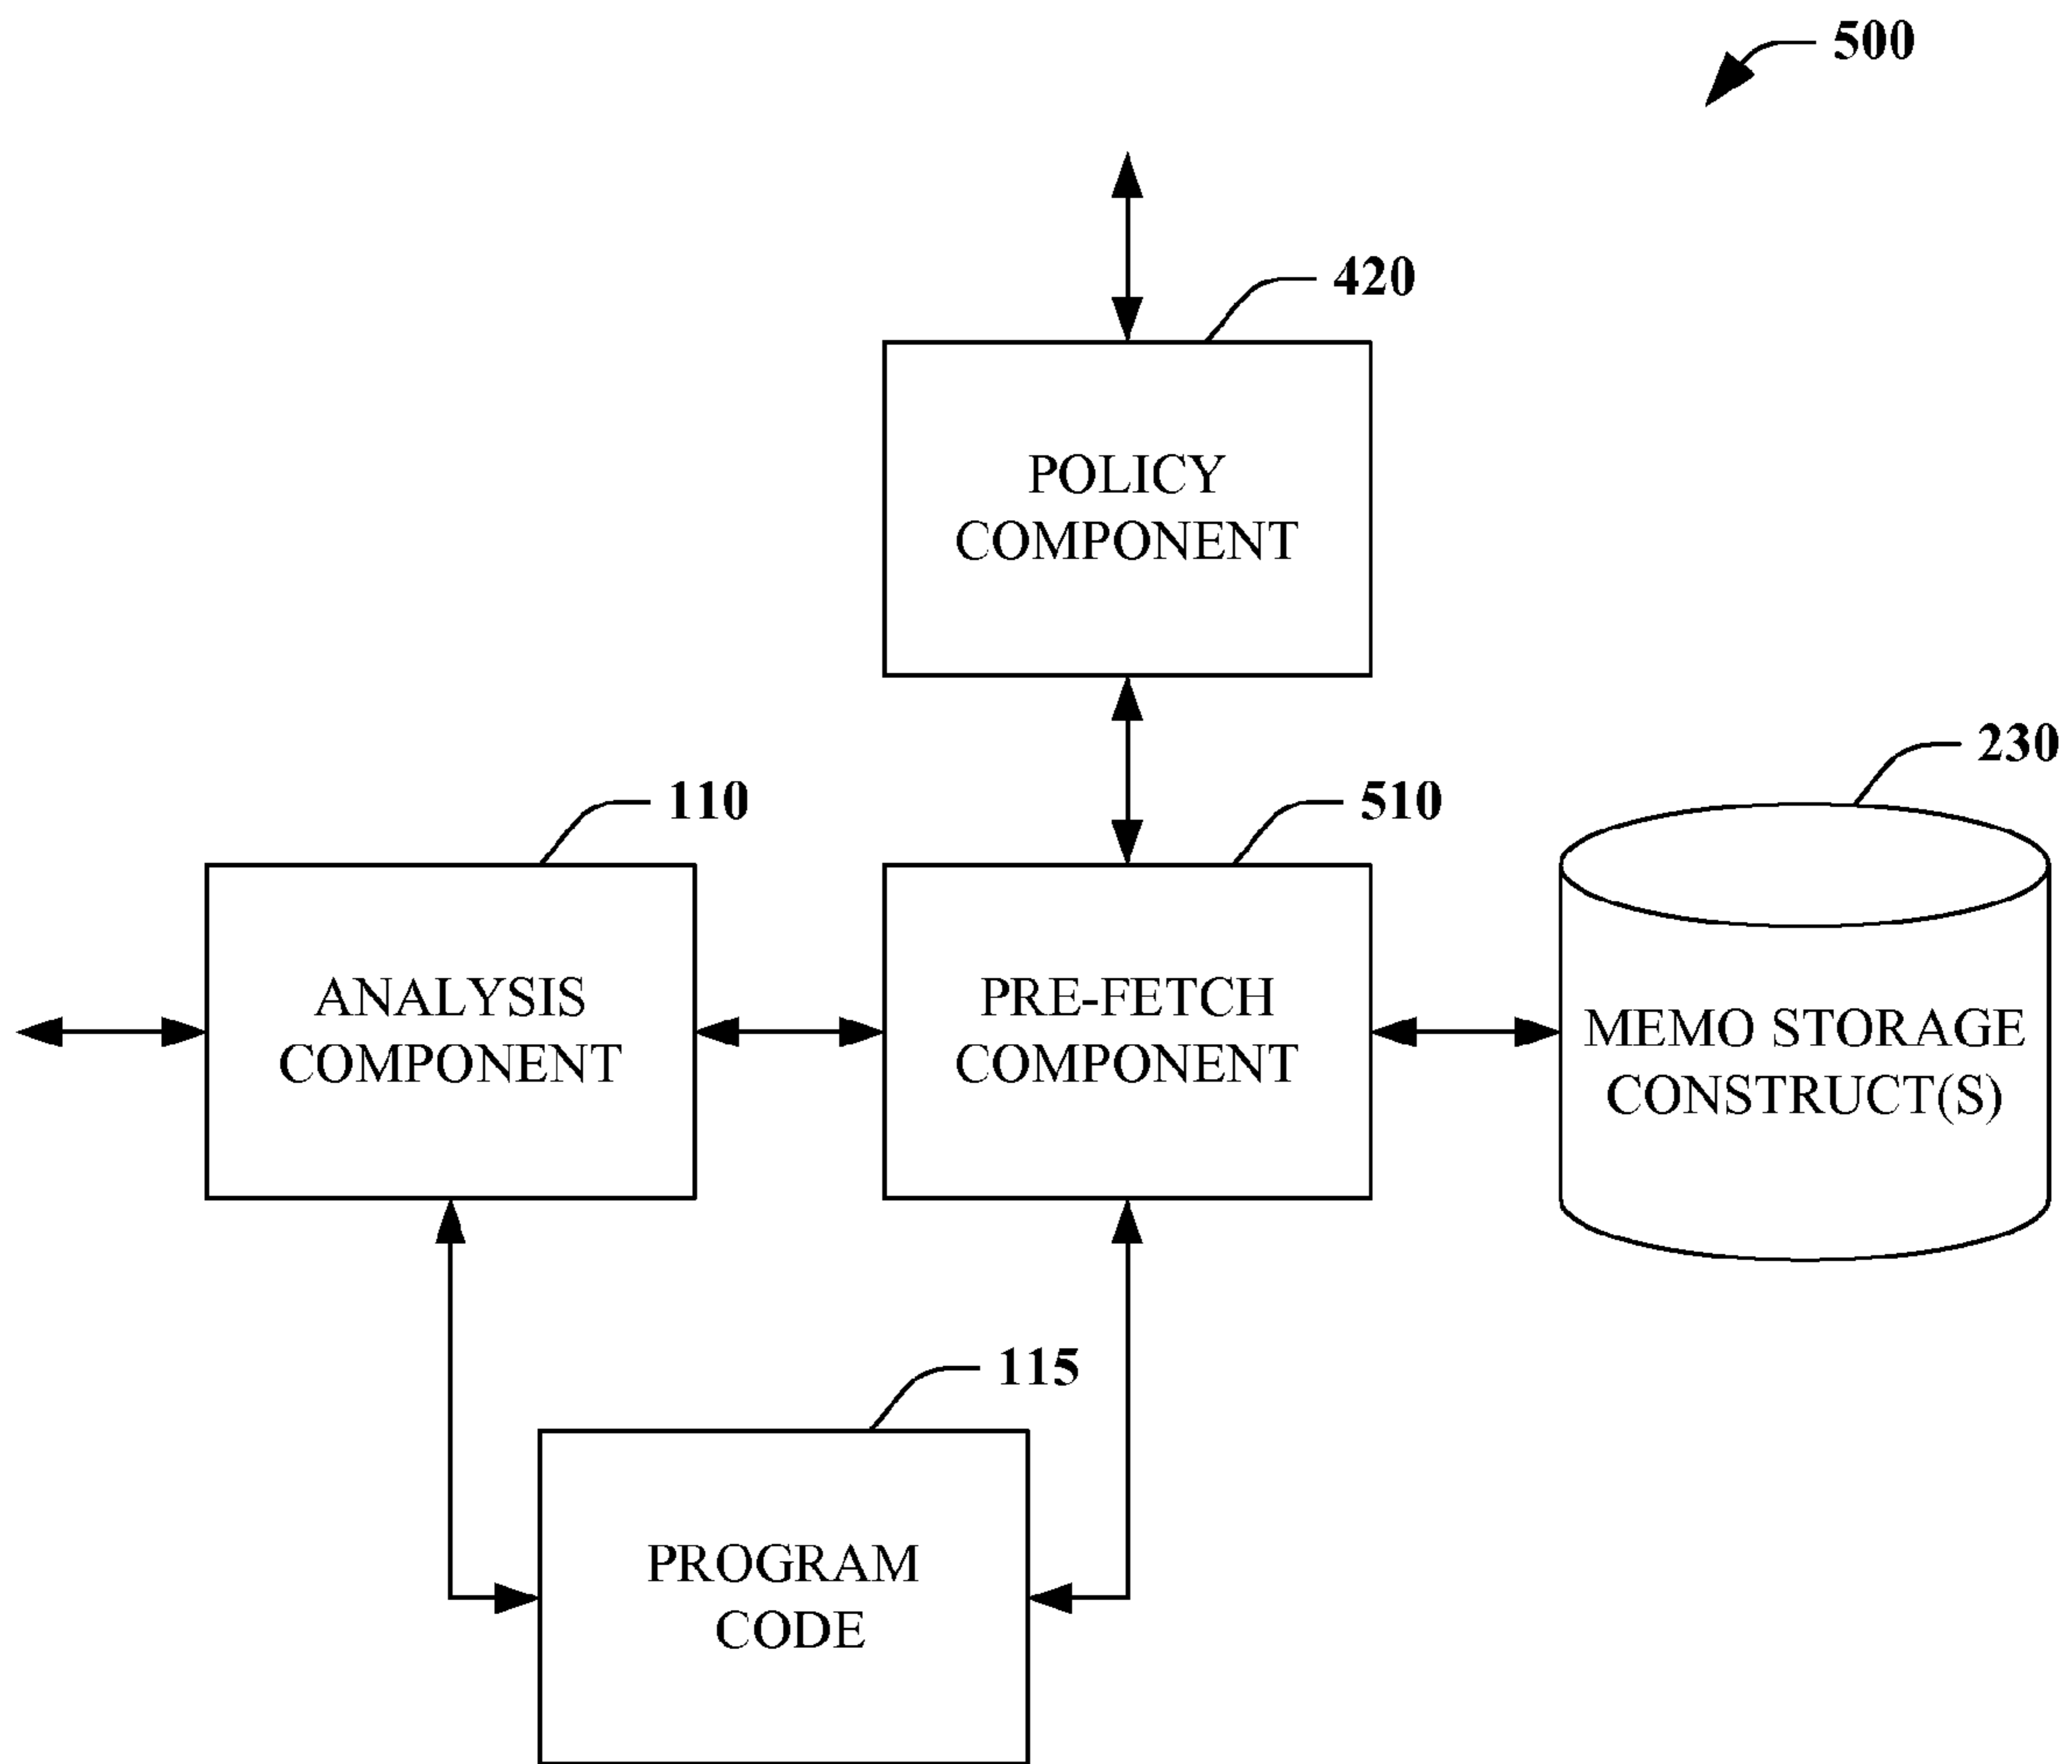 500
420
POLICY
COMPONENT
230
110
510
ANALYSIS
COMPONENT
PRE-FETCH
COMPONENT
MEMO STORAGE
CONSTRUCT(S)
115
PROGRAM
CODE